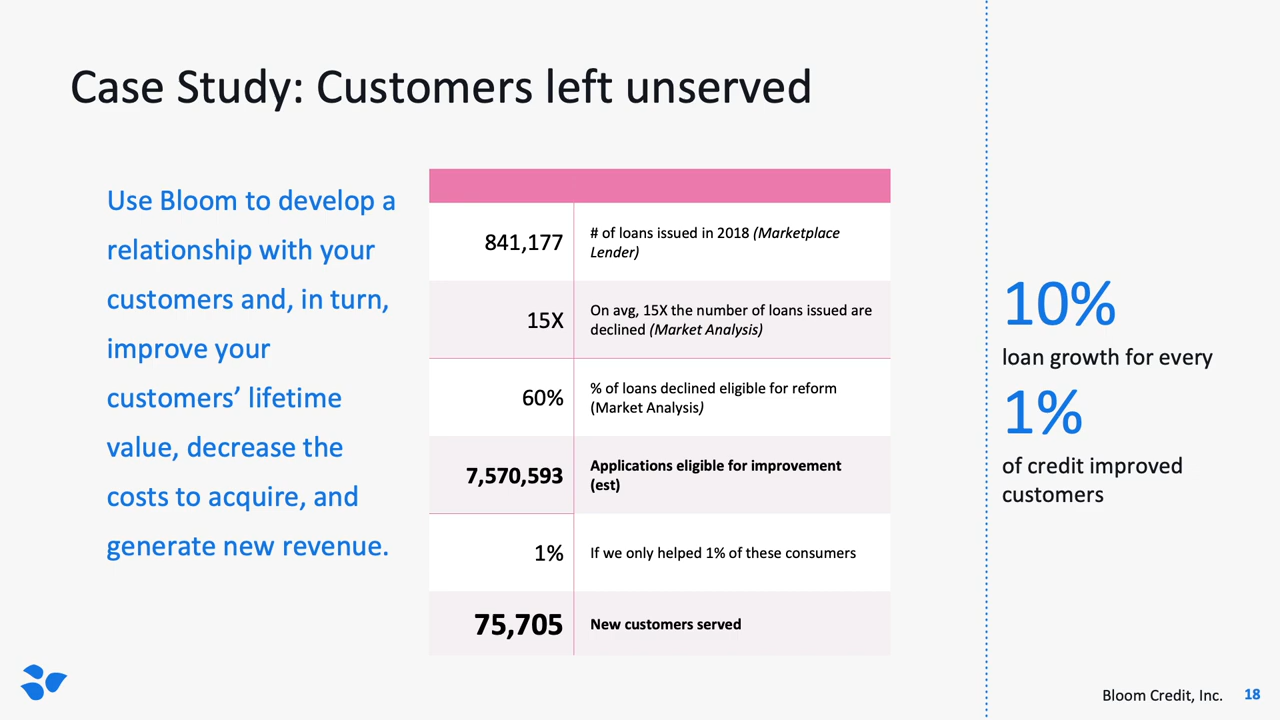 Case Study: Customers left unserved
Use Bloom to develop a
relationship with your
customers and, in turn,
improve your
customers’ lifetime
value, decrease the
costs to acquire, and
generate new revenue.
841,177
# of loans issued in 2018 (Marketplace
Lender)
15X
On avg, 15X the number of loans issued are
declined (Market Analysis)
60%
% of loans declined eligible for reform
(Market Analysis)
7,570,593
Applications eligible for improvement
(est)
1%
If we only helped 1% of these consumers
75,705
New customers served
10%
loan growth for every
1%
of credit improved
customers
Bloom Credit, Inc.
18